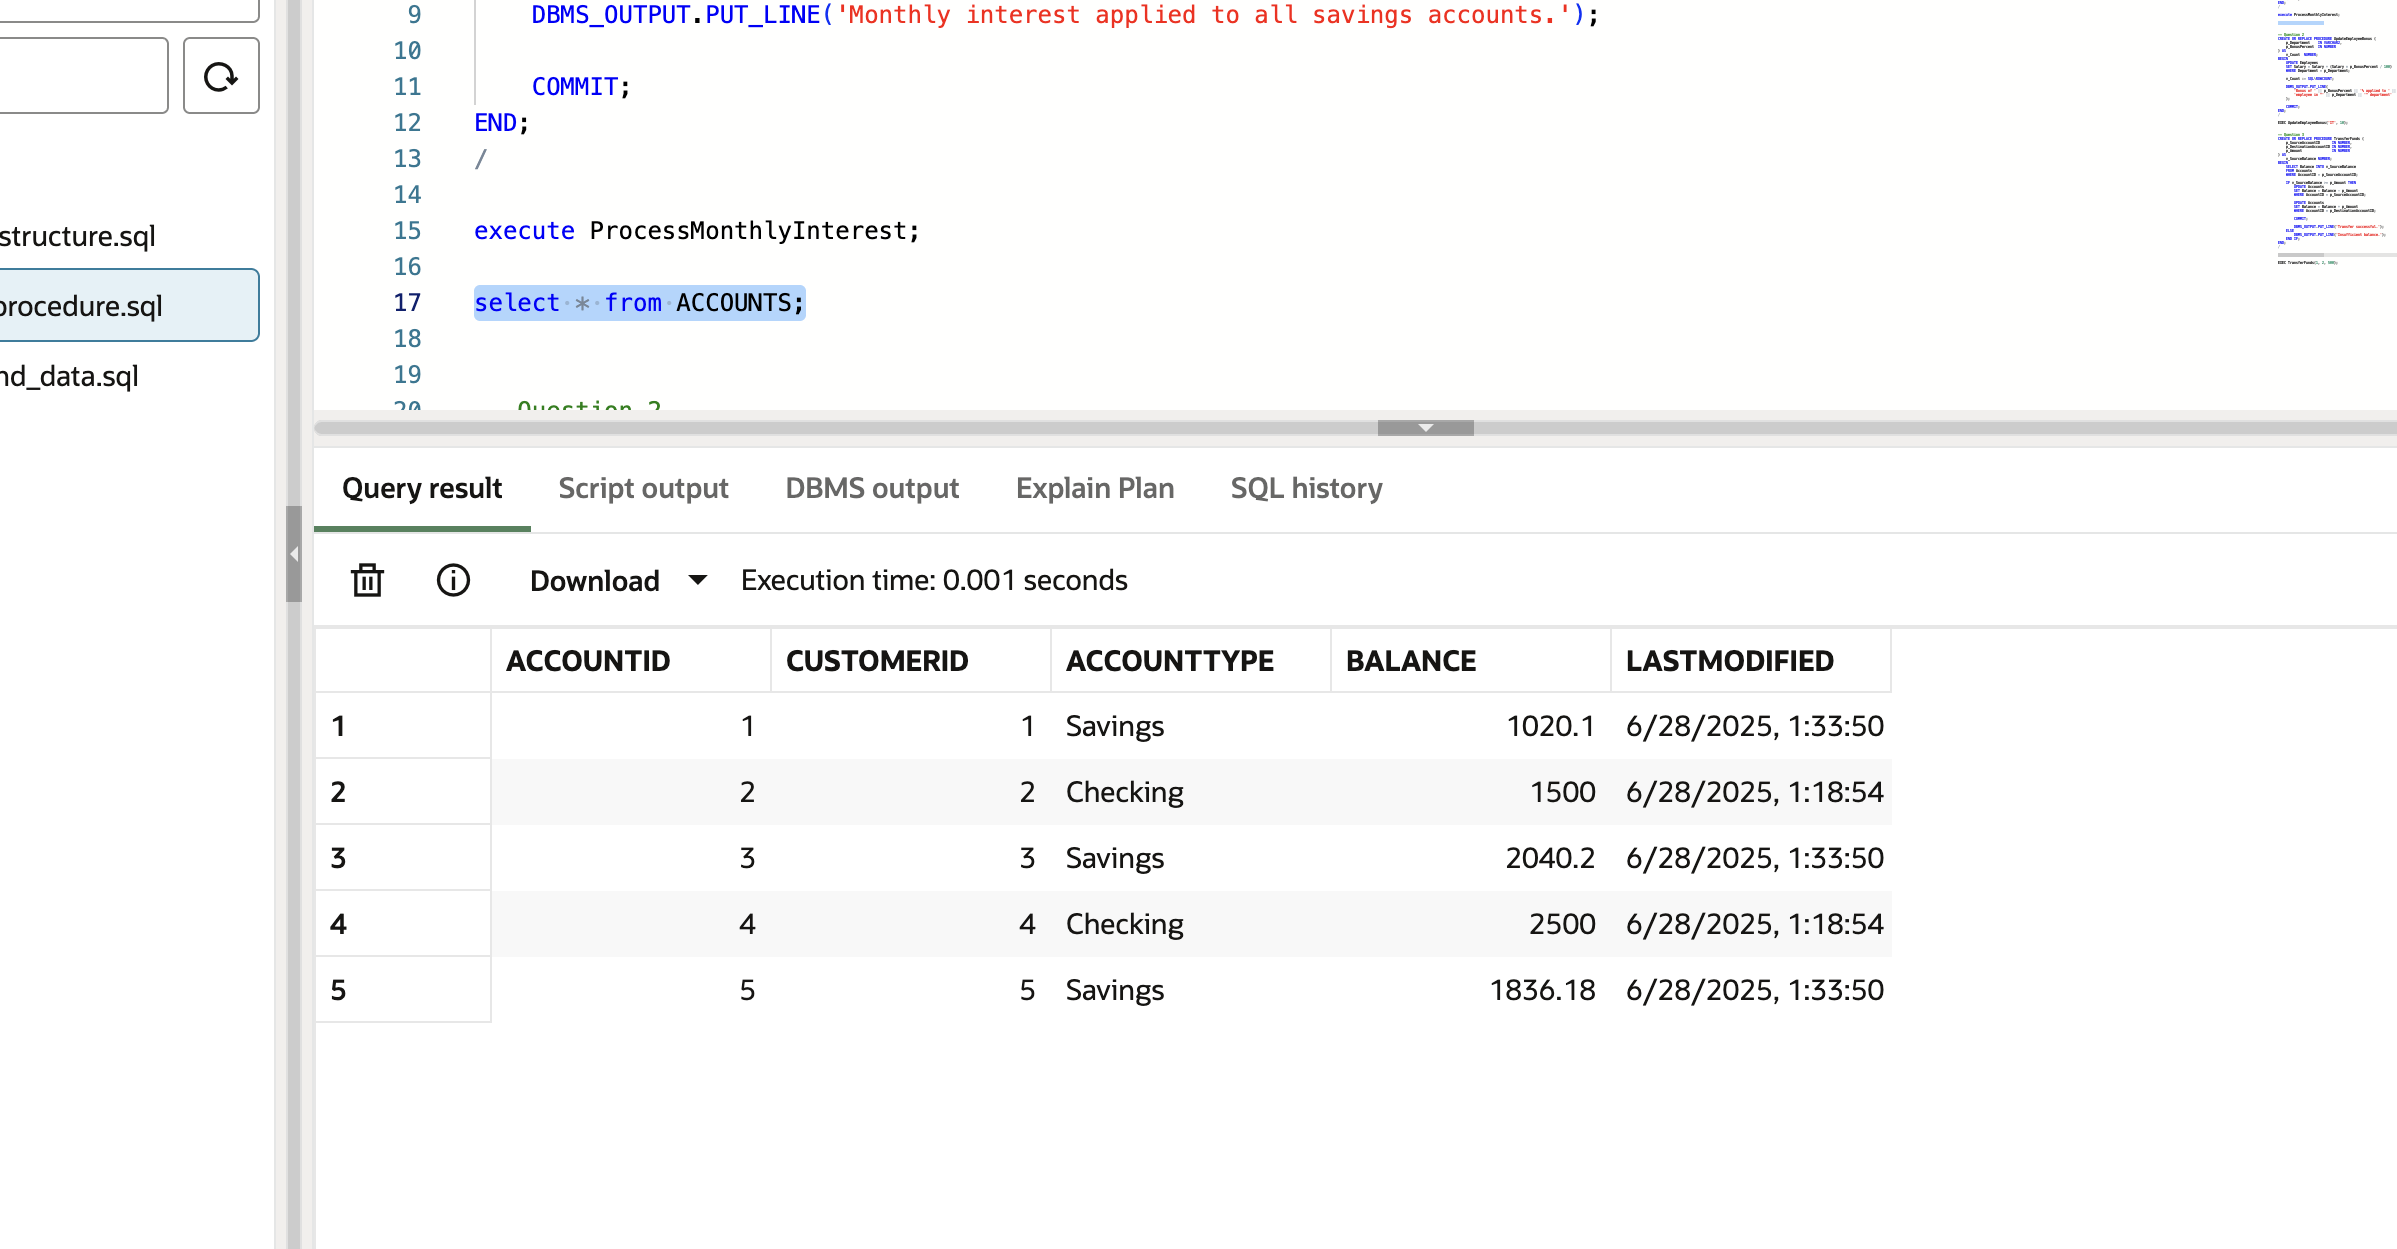 9 DBMS_OUTPUT.PUT_LINE('Monthly interest applied to all savings accounts.');
10
11 COMMIT;
12 END;
13 /
14
15 execute ProcessMonthlyInterest;
16
17 select * from ACCOUNTS;
18
19
20 Question 2
structure.sql
procedure.sql
nd_data.sql
Query result Script output DBMS output Explain Plan SQL history
Download Execution time: 0.001 seconds
ACCOUNTID CUSTOMERID ACCOUNTTYPE BALANCE LASTMODIFIED
1 1 1 Savings 1020.1 6/28/2025, 1:33:50
2 2 2 Checking 1500 6/28/2025, 1:18:54
3 3 3 Savings 2040.2 6/28/2025, 1:33:50
4 4 4 Checking 2500 6/28/2025, 1:18:54
5 5 5 Savings 1836.18 6/28/2025, 1:33:50